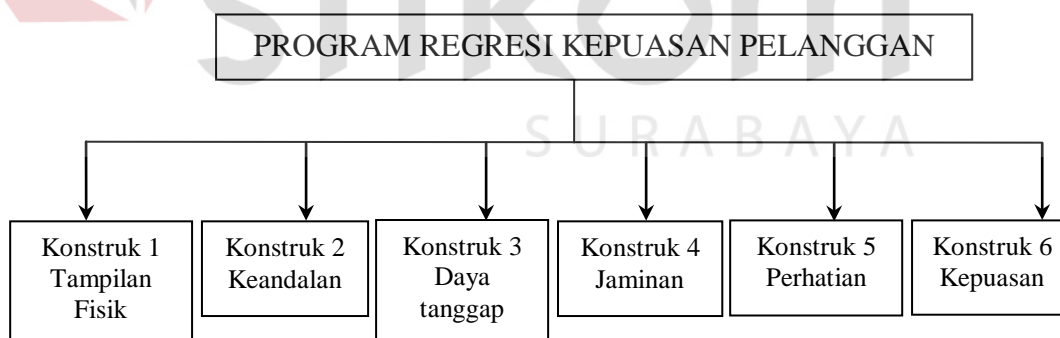 stikom
SURABAYA
PROGRAM REGRESI KEPUASAN PELANGGAN
Konstruk 1
Tampilan
Fisik
Konstruk 2
Keandalan
Konstruk 3
Daya
tanggap
Konstruk 4
Jaminan
Konstruk 5
Perhatian
Konstruk 6
Kepuasan